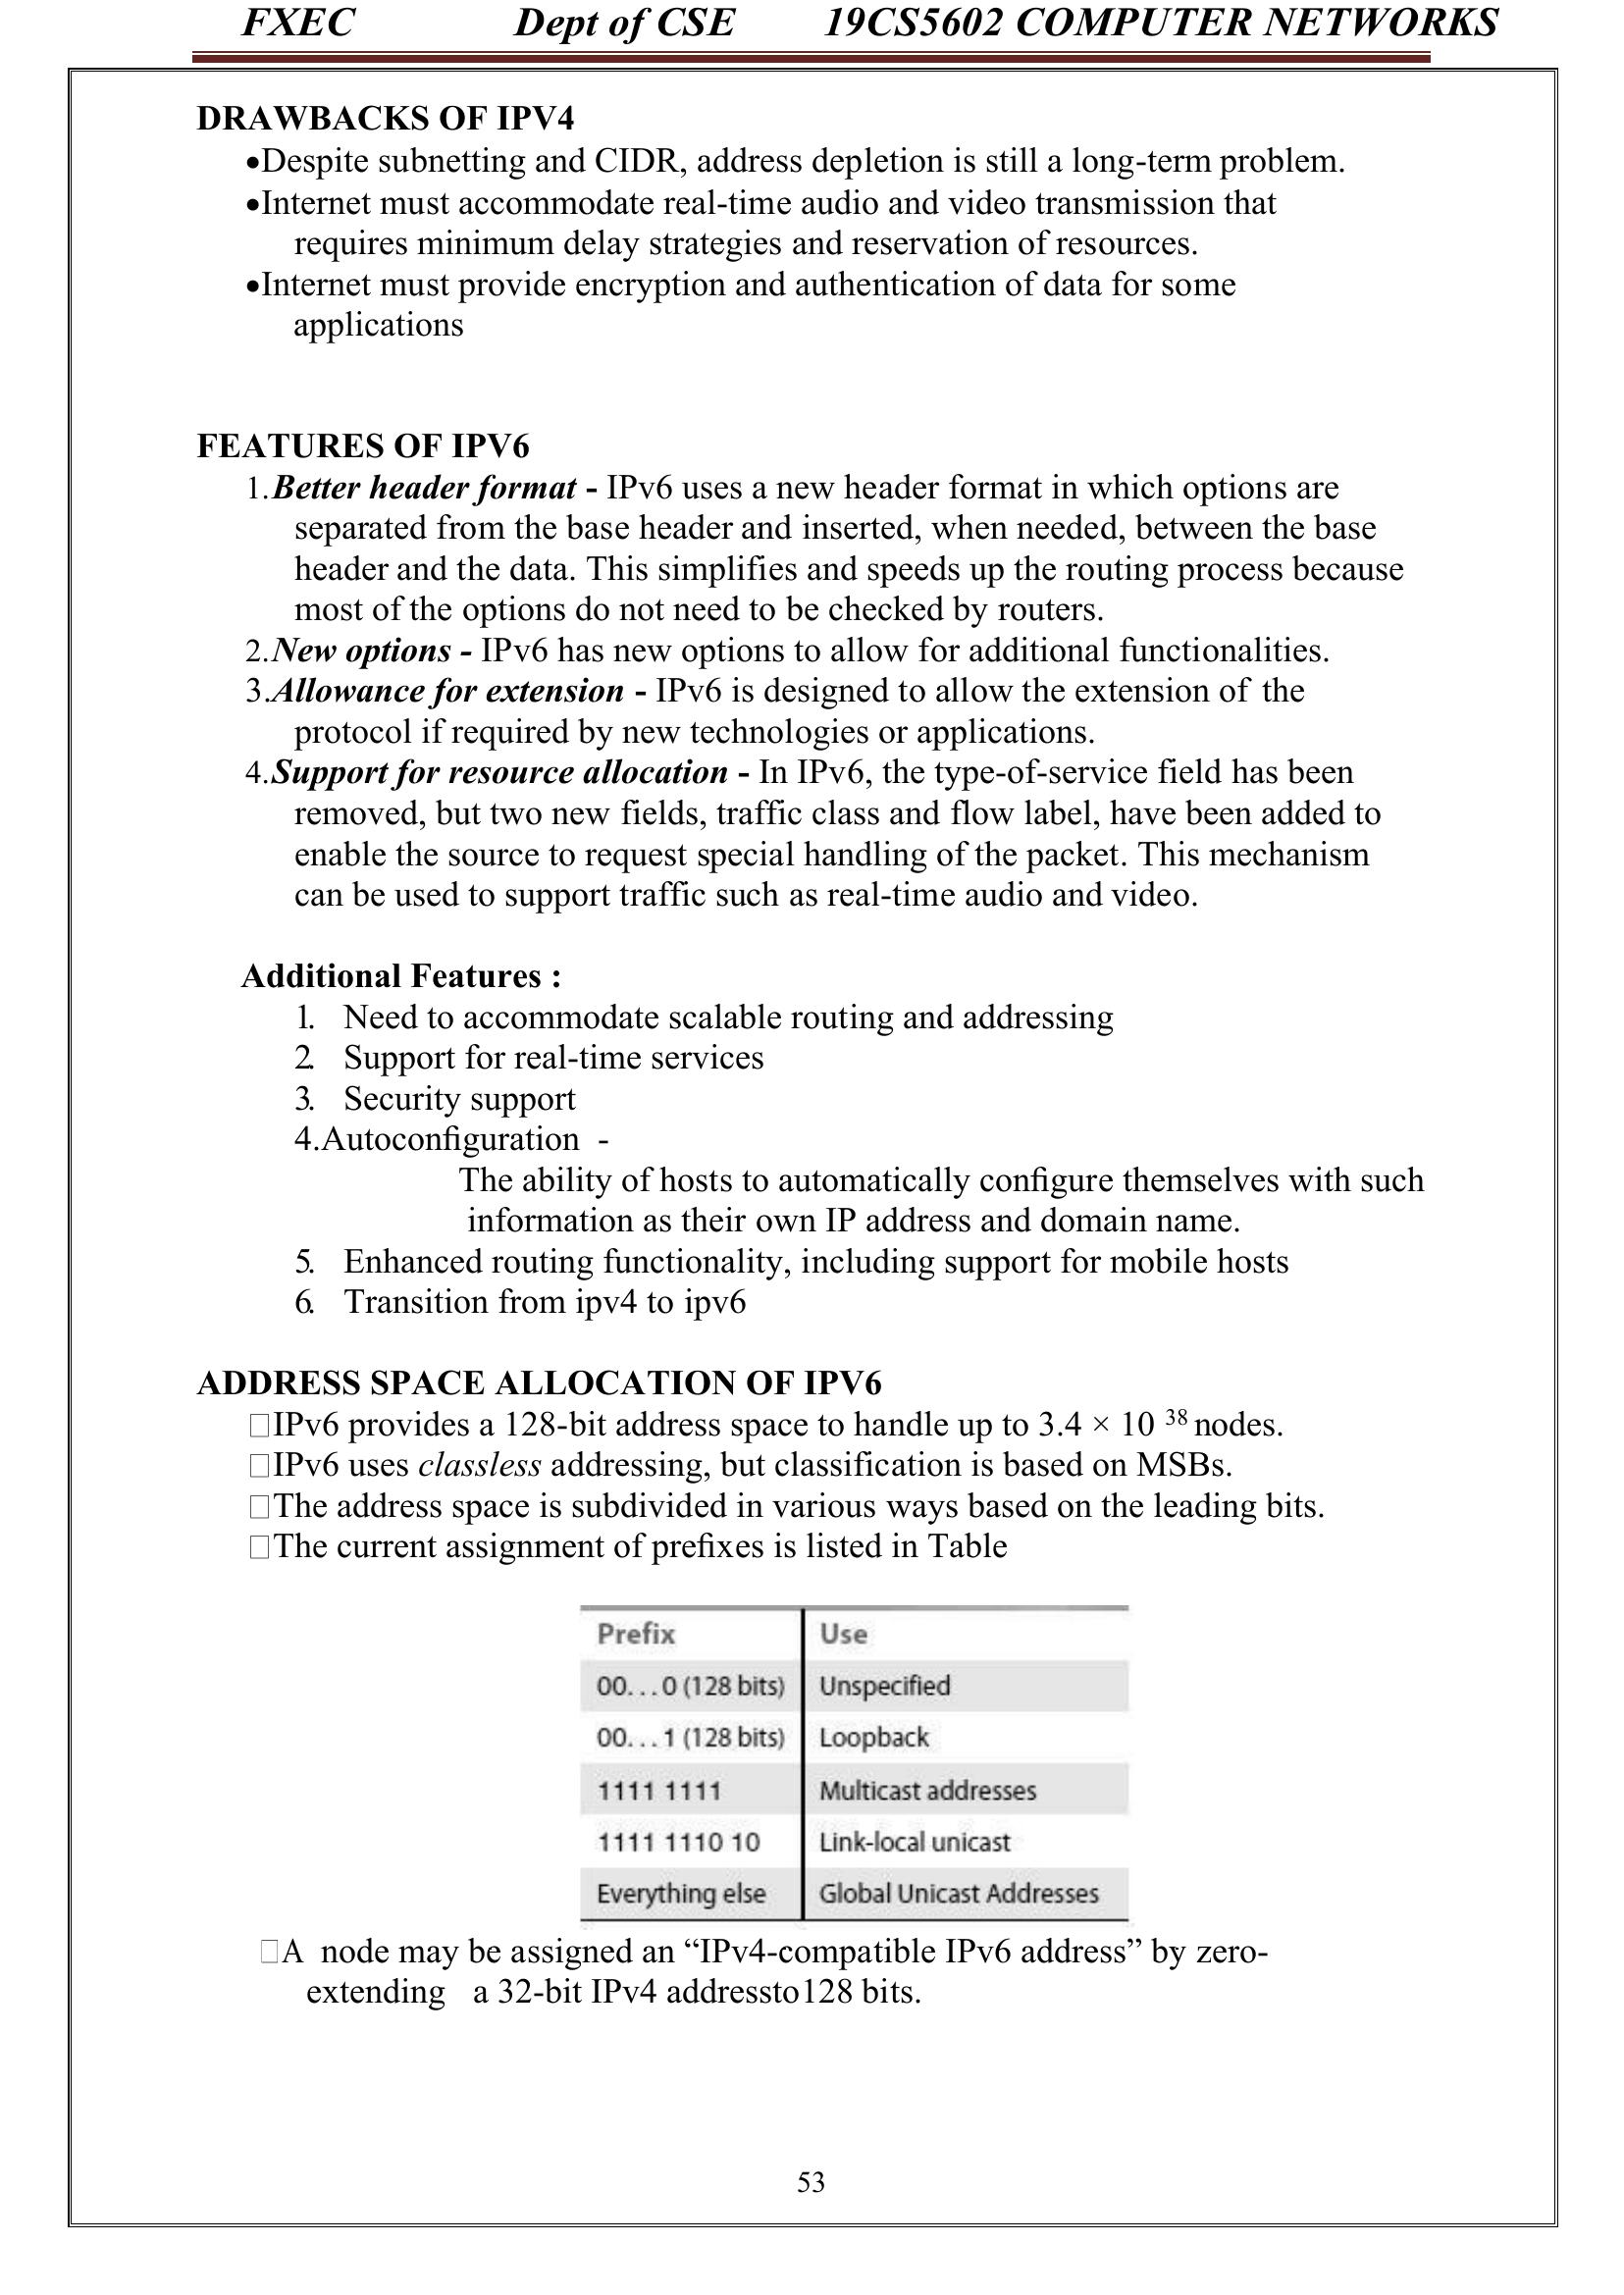 FXEC Dept of CSE 19CS5602 COMPUTER NETWORKS
DRAWBACKS OF IPV4
•Despite subnetting and CIDR, address depletion is still a long-term problem.
•Internet must accommodate real-time audio and video transmission that
requires minimum delay strategies and reservation of resources.
•Internet must provide encryption and authentication of data for some
applications
FEATURES OF IPV6
1.Better header format - IPv6 uses a new header format in which options are
separated from the base header and inserted, when needed, between the base
header and the data. This simplifies and speeds up the routing process because
most of the options do not need to be checked by routers.
2.New options - IPv6 has new options to allow for additional functionalities.
3.Allowance for extension - IPv6 is designed to allow the extension of the
protocol if required by new technologies or applications.
4.Support for resource allocation - In IPv6, the type-of-service field has been
removed, but two new fields, traffic class and flow label, have been added to
enable the source to request special handling of the packet. This mechanism
can be used to support traffic such as real-time audio and video.
Additional Features :
1. Need to accommodate scalable routing and addressing
2. Support for real-time services
3. Security support
4.Autoconfiguration -
The ability of hosts to automatically configure themselves with such
information as their own IP address and domain name.
5. Enhanced routing functionality, including support for mobile hosts
6. Transition from ipv4 to ipv6
ADDRESS SPACE ALLOCATION OF IPV6
□IPv6 provides a 128-bit address space to handle up to 3.4 × 10 38 nodes.
□IPv6 uses classless addressing, but classification is based on MSBs.
□The address space is subdivided in various ways based on the leading bits.
□The current assignment of prefixes is listed in Table
Prefix Use
00...0 (128 bits) Unspecified
00...1 (128 bits) Loopback
1111 1111 Multicast addresses
1111 1110 10 Link-local unicast
Everything else Global Unicast Addresses
□A node may be assigned an “IPv4-compatible IPv6 address” by zero-
extending a 32-bit IPv4 addressto128 bits.
53